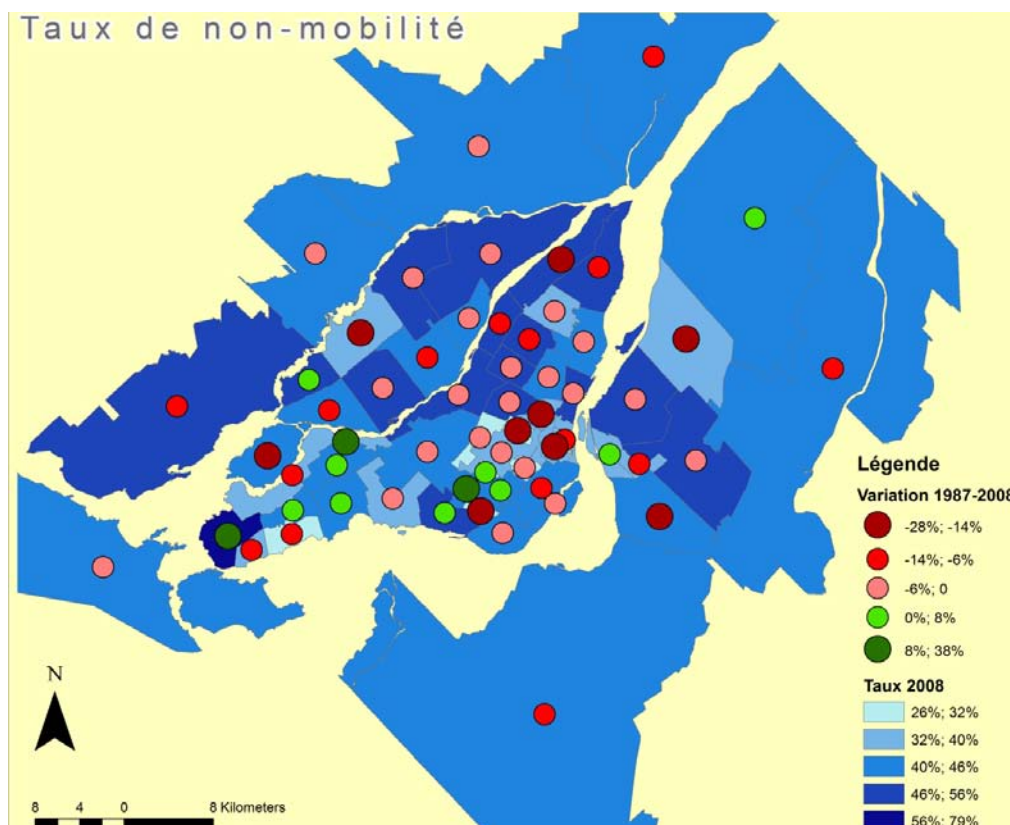 Taux de non-mobilité
Légende
Variation 1987-2008
-28%; -14%
-14%; -6%
-6%; 0
0%; 8%
8%; 38%
Taux 2008
26%; 32%
32%; 40%
40%; 46%
46%; 56%
56%; 79%
N
8 4 0 8 Kilometers